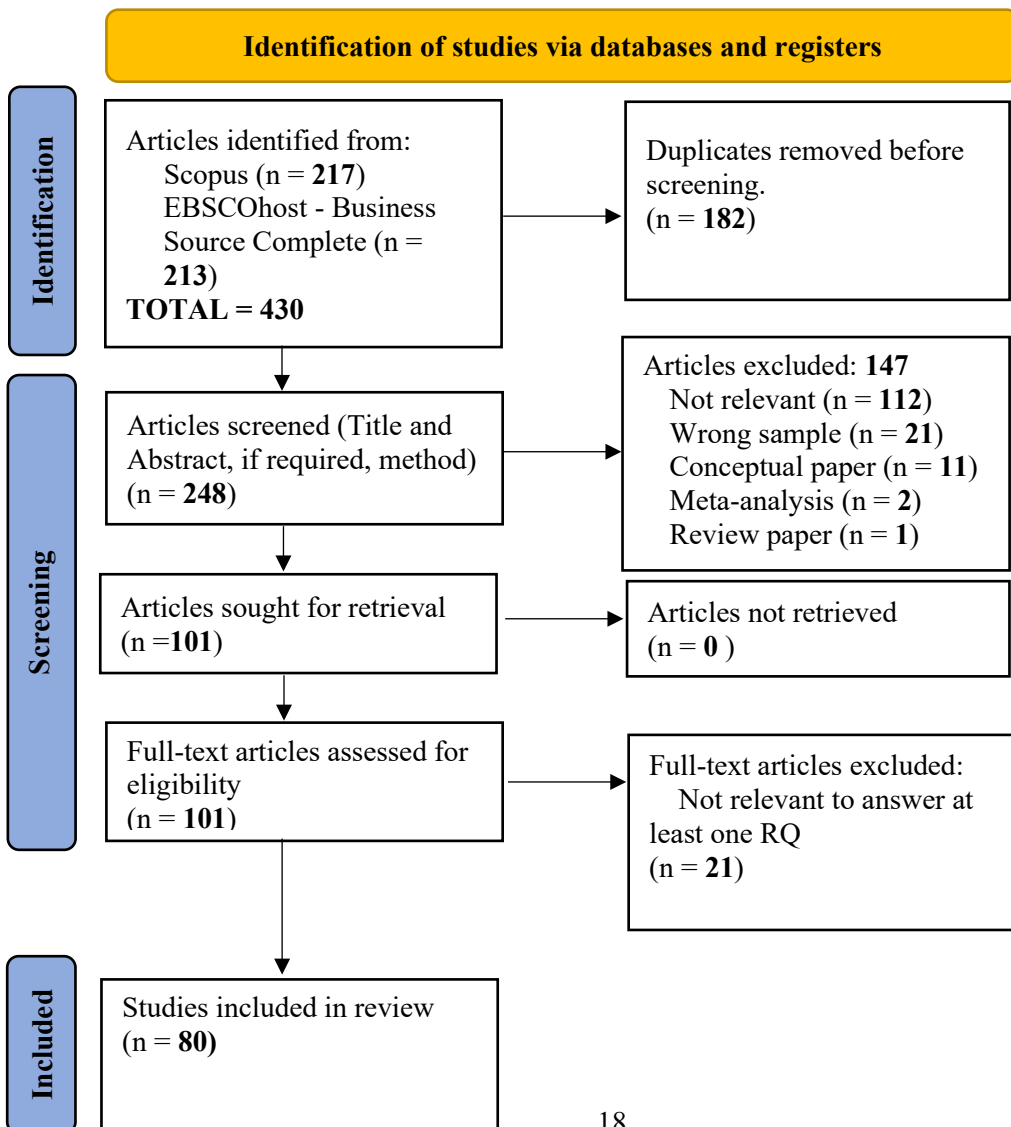 Identification of studies via databases and registers
Identification
Articles identified from:
Scopus (n = 217)
EBSCOhost - Business
Source Complete (n =
213)
TOTAL = 430
Duplicates removed before
screening.
(n = 182)
Screening
Articles screened (Title and
Abstract, if required, method)
(n = 248)
Articles excluded: 147
Not relevant (n = 112)
Wrong sample (n = 21)
Conceptual paper (n = 11)
Meta-analysis (n = 2)
Review paper (n = 1)
Articles sought for retrieval
(n =101)
Articles not retrieved
(n = 0 )
Full-text articles assessed for
eligibility
(n = 101)
Full-text articles excluded:
Not relevant to answer at
least one RQ
(n = 21)
Included
Studies included in review
(n = 80)
18